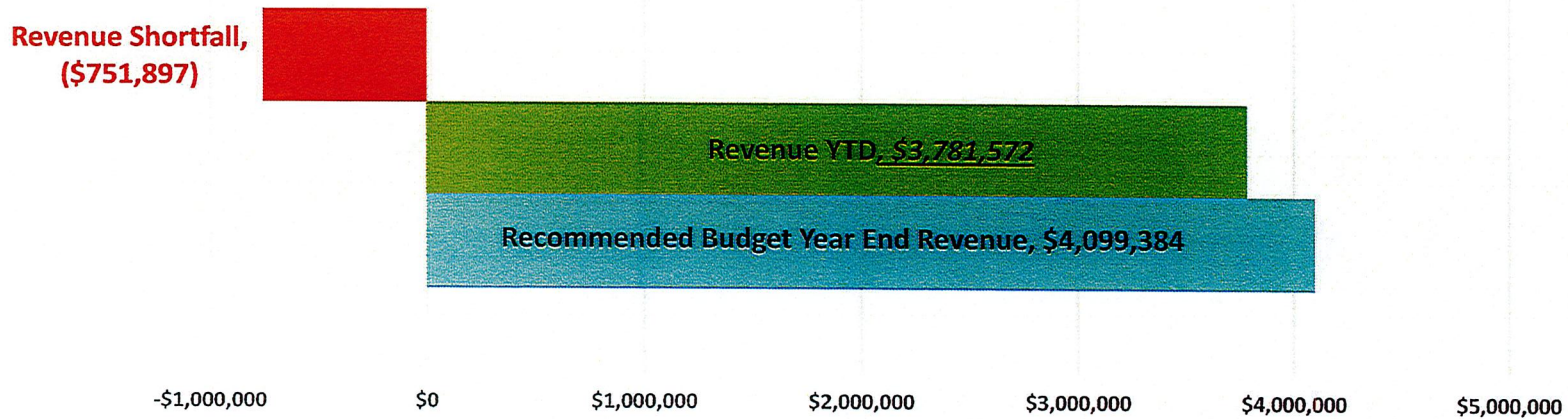 Revenue Shortfall,
($751,897)
Revenue YTD, $3,781,572
Recommended Budget Year End Revenue, $4,099,384
-$1,000,000 $0 $1,000,000 $2,000,000 $3,000,000 $4,000,000 $5,000,000